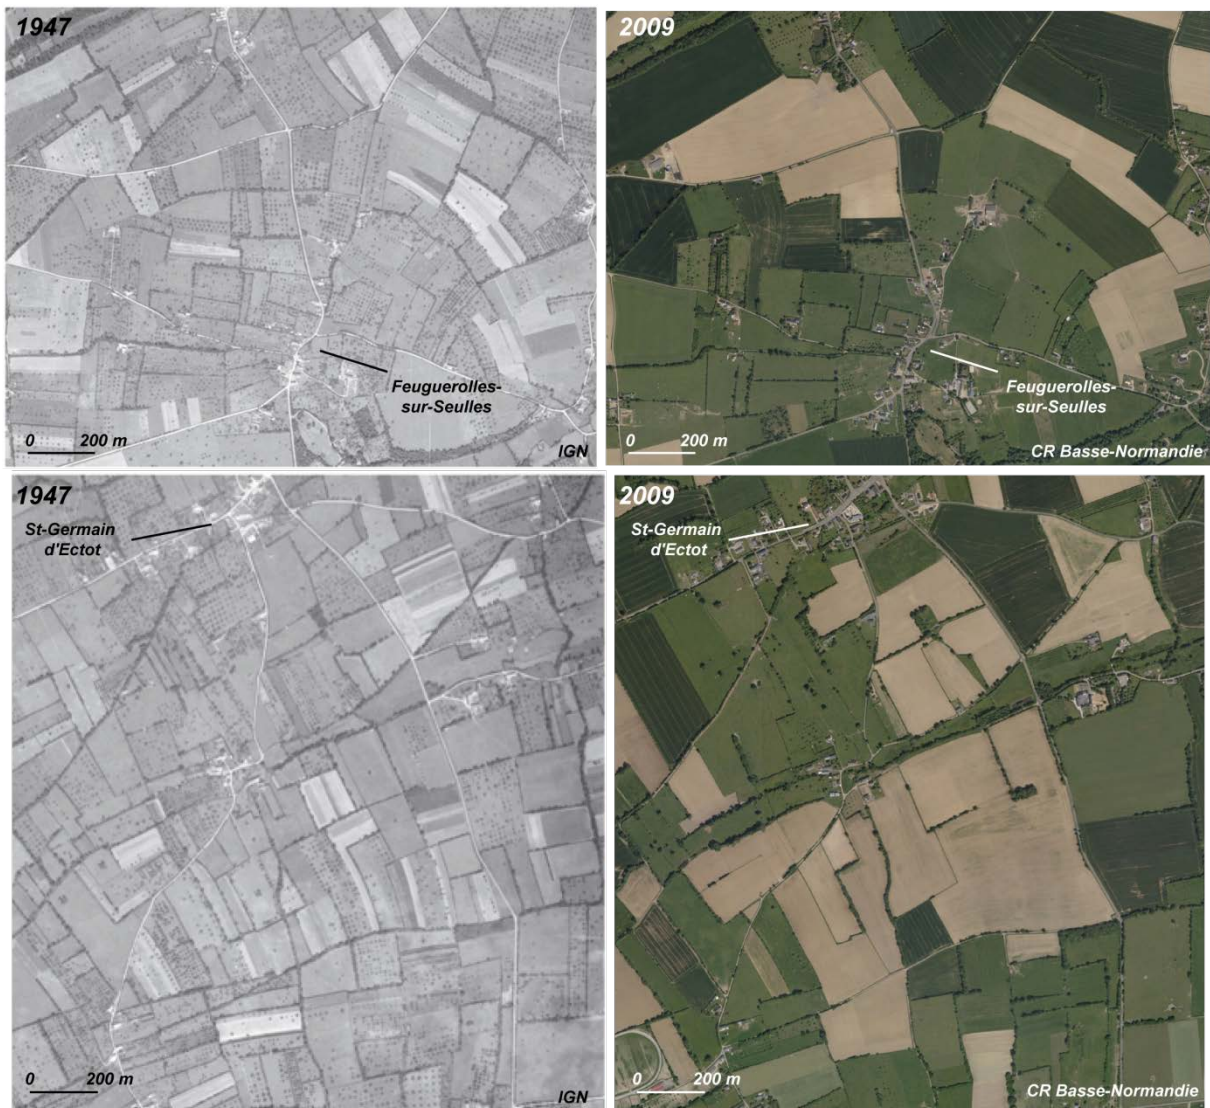 1947
Feuguerolles-
sur-Seulles
0 200 m
IGN
2009
Feuguerolles-
sur-Seulles
0 200 m
CR Basse-Normandie
1947
St-Germain
d'Ectot
0 200 m
IGN
2009
St-Germain
d'Ectot
0 200 m
CR Basse-Normandie